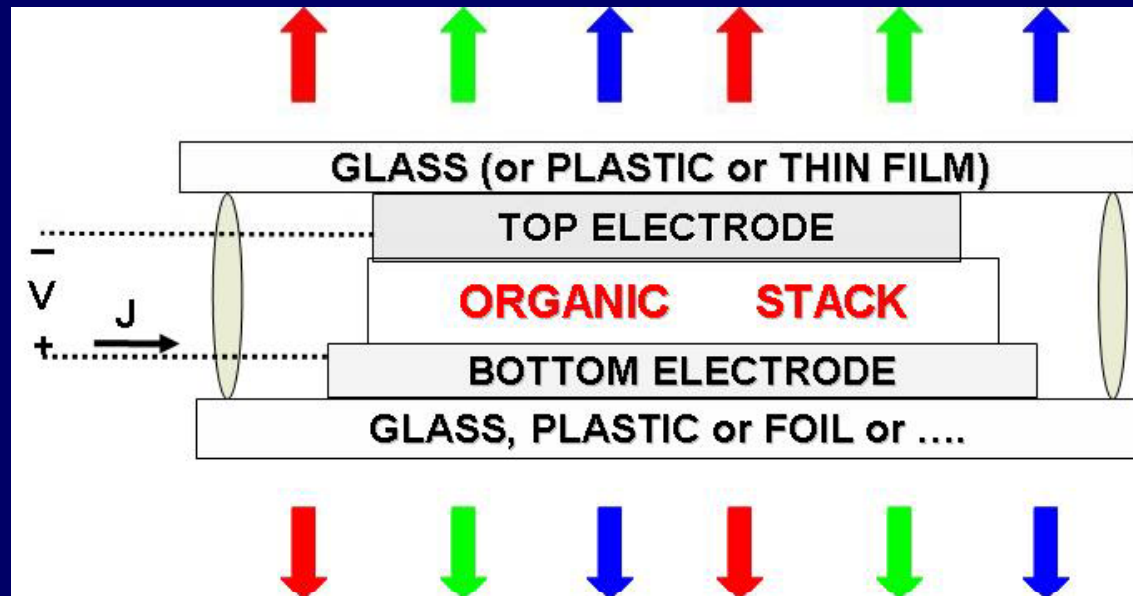 GLASS (or PLASTIC or THIN FILM)
TOP ELECTRODE
–
V
J
+
ORGANIC STACK
BOTTOM ELECTRODE
GLASS, PLASTIC or FOIL or ....